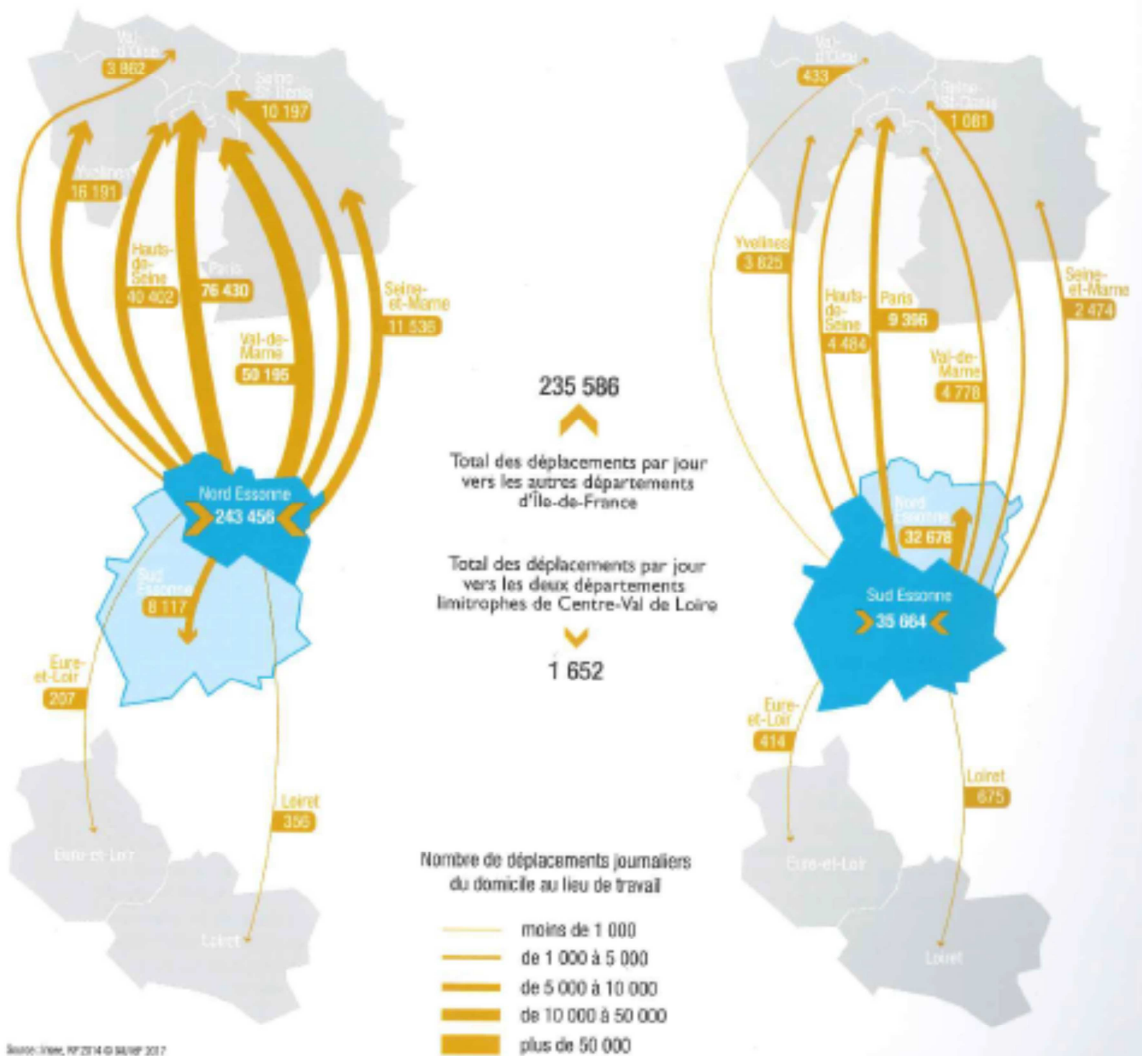 Val-
d'Oise
3 862
Seine-
St-Denis
10 197
Yvelines
16 191
Hauts-
de-
Seine
40 402
Paris
76 430
Val-de-
Marne
50 195
Seine-
et-Marne
11 536
Nord Essonne
243 456
Sud
Essonne
8 117
Eure-
et-Loir
207
Loiret
356
Eure-et-Loir
Loiret
235 586
Total des déplacements par jour
vers les autres départements
d'Île-de-France
Total des déplacements par jour
vers les deux départements
limitrophes de Centre-Val de Loire
1 652
Nombre de déplacements journaliers
du domicile au lieu de travail
moins de 1 000
de 1 000 à 5 000
de 5 000 à 10 000
de 10 000 à 50 000
plus de 50 000
Val-
d'Oise
433
Seine-
St-Denis
1 081
Yvelines
3 825
Hauts-
de-
Seine
4 484
Paris
9 396
Val-de-
Marne
4 778
Seine-
et-Marne
2 474
Nord
Essonne
32 678
Sud Essonne
35 664
Eure-
et-Loir
414
Loiret
675
Eure-et-Loir
Loiret
Source: Insee, RP 2014 © 2017